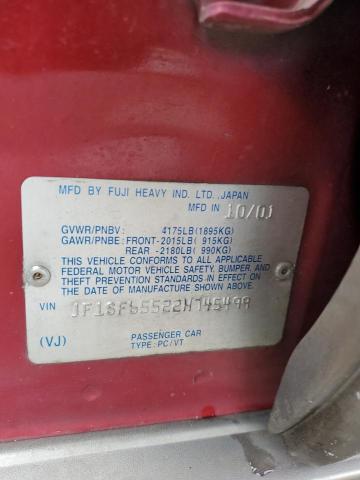 MFD BY FUJI HEAVY IND. LTD., JAPAN
MFD IN 10/01
GVWR/PNBV: 4175LB(1895KG)
GAWR/PNBE: FRONT-2015LB( 915KG)
REAR -2180LB( 990KG)
THIS VEHICLE CONFORMS TO ALL APPLICABLE
FEDERAL MOTOR VEHICLE SAFETY, BUMPER, AND
THEFT PREVENTION STANDARDS IN EFFECT ON
THE DATE OF MANUFACTURE SHOWN ABOVE.
VIN JF1SF65522H745499
(VJ) PASSENGER CAR
TYPE: PC/VT